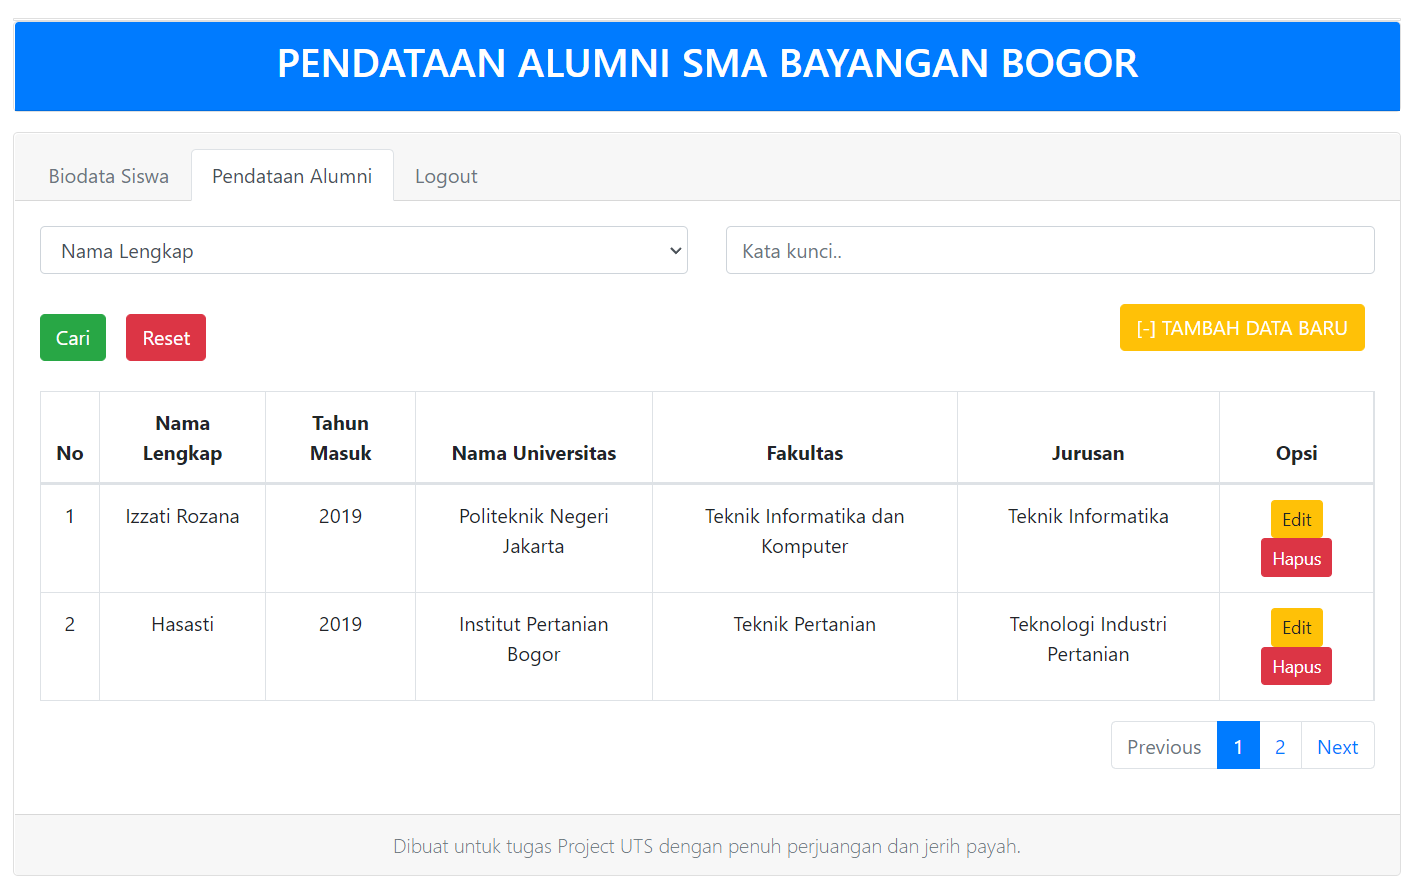 PENDATAAN ALUMNI SMA BAYANGAN BOGOR
Biodata Siswa Pendataan Alumni Logout
Nama Lengkap Kata kunci..
Cari Reset [-] TAMBAH DATA BARU
No Nama Lengkap Tahun Masuk Nama Universitas Fakultas Jurusan Opsi
1 Izzati Rozana 2019 Politeknik Negeri Jakarta Teknik Informatika dan Komputer Teknik Informatika Edit Hapus
2 Hasasti 2019 Institut Pertanian Bogor Teknik Pertanian Teknologi Industri Pertanian Edit Hapus
Previous 1 2 Next
Dibuat untuk tugas Project UTS dengan penuh perjuangan dan jerih payah.